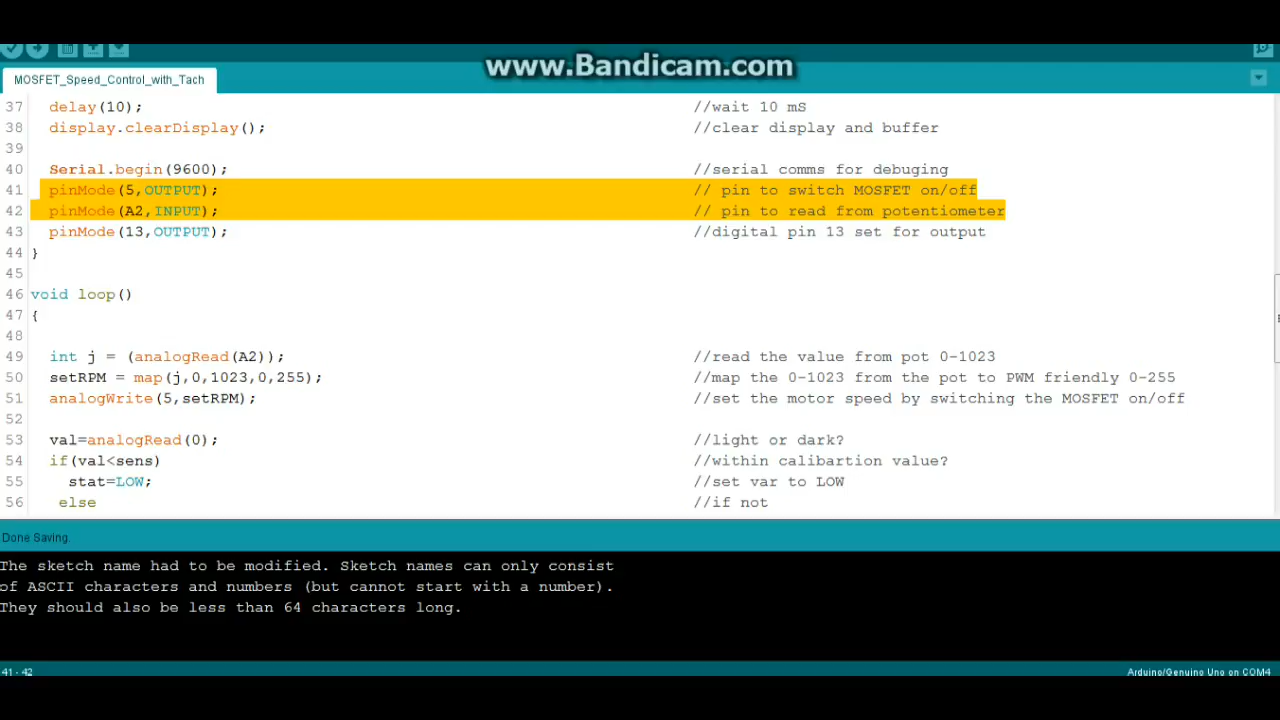 www.Bandicam.com
MOSFET_Speed_Control_with_Tach
37 delay(10); //wait 10 mS
38 display.clearDisplay(); //clear display and buffer
39
40 Serial.begin(9600); //serial comms for debuging
41 pinMode(5,OUTPUT); // pin to switch MOSFET on/off
42 pinMode(A2,INPUT); // pin to read from potentiometer
43 pinMode(13,OUTPUT); //digital pin 13 set for output
44 }
45
46 void loop()
47 {
48
49 int j = (analogRead(A2)); //read the value from pot 0-1023
50 setRPM = map(j,0,1023,0,255); //map the 0-1023 from the pot to PWM friendly 0-255
51 analogWrite(5,setRPM); //set the motor speed by switching the MOSFET on/off
52
53 val=analogRead(0); //light or dark?
54 if(val<sens) //within calibartion value?
55 stat=LOW; //set var to LOW
56 else //if not
Done Saving.
The sketch name had to be modified. Sketch names can only consist
of ASCII characters and numbers (but cannot start with a number).
They should also be less than 64 characters long.
41 - 42 Arduino/Genuino Uno on COM4